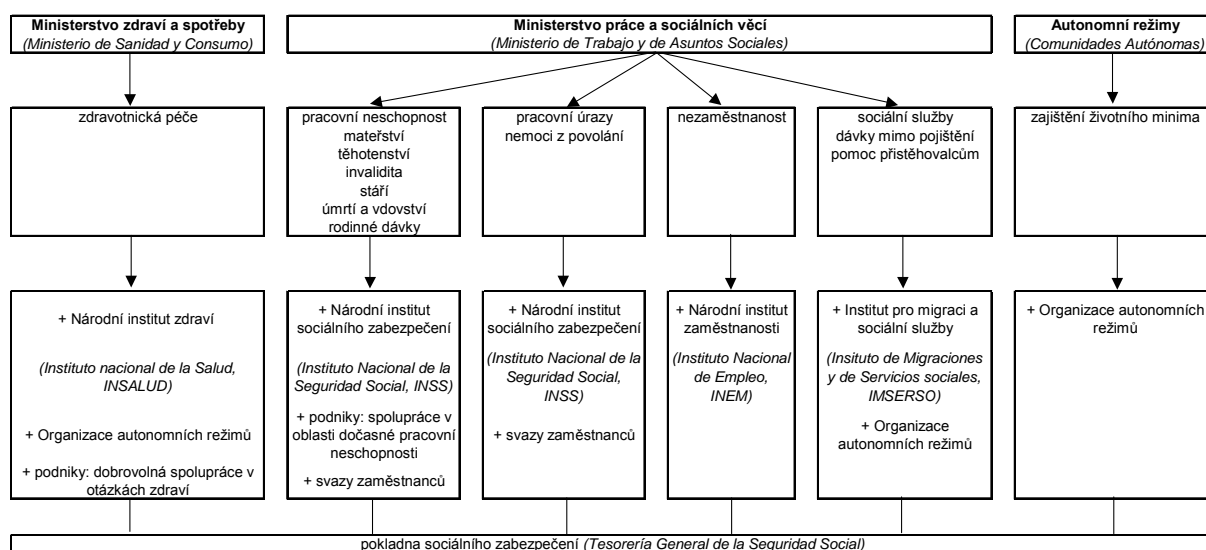 Ministerstvo zdraví a spotřeby
(Ministerio de Sanidad y Consumo)
Ministerstvo práce a sociálních věcí
(Ministerio de Trabajo y de Asuntos Sociales)
Autonomní režimy
(Comunidades Autónomas)
zdravotnická péče
pracovní neschopnost
mateřství
těhotenství
invalidita
stáří
úmrtí a vdovství
rodinné dávky
pracovní úrazy
nemoci z povolání
nezaměstnanost
sociální služby
dávky mimo pojištění
pomoc přistěhovalcům
zajištění životního minima
+ Národní institut zdraví
(Instituto nacional de la Salud,
INSALUD)
+ Organizace autonomních režimů
+ podniky: dobrovolná spolupráce v
otázkách zdraví
+ Národní institut
sociálního zabezpečení
(Instituto Nacional de la
Seguridad Social, INSS)
+ podniky: spolupráce v
oblasti dočasné pracovní
neschopnosti
+ svazy zaměstnanců
+ Národní institut
sociálního zabezpečení
(Instituto Nacional de la
Seguridad Social,
INSS)
+ svazy zaměstnanců
+ Národní institut
zaměstnanosti
(Instituto Nacional
de Empleo,
INEM)
+ Institut pro migraci a
sociální služby
(Insituto de Migraciones
y de Servicios sociales,
IMSERSO)
+ Organizace
autonomních režimů
+ Organizace autonomních
režimů
pokladna sociálního zabezpečení (Tesorería General de la Seguridad Social)